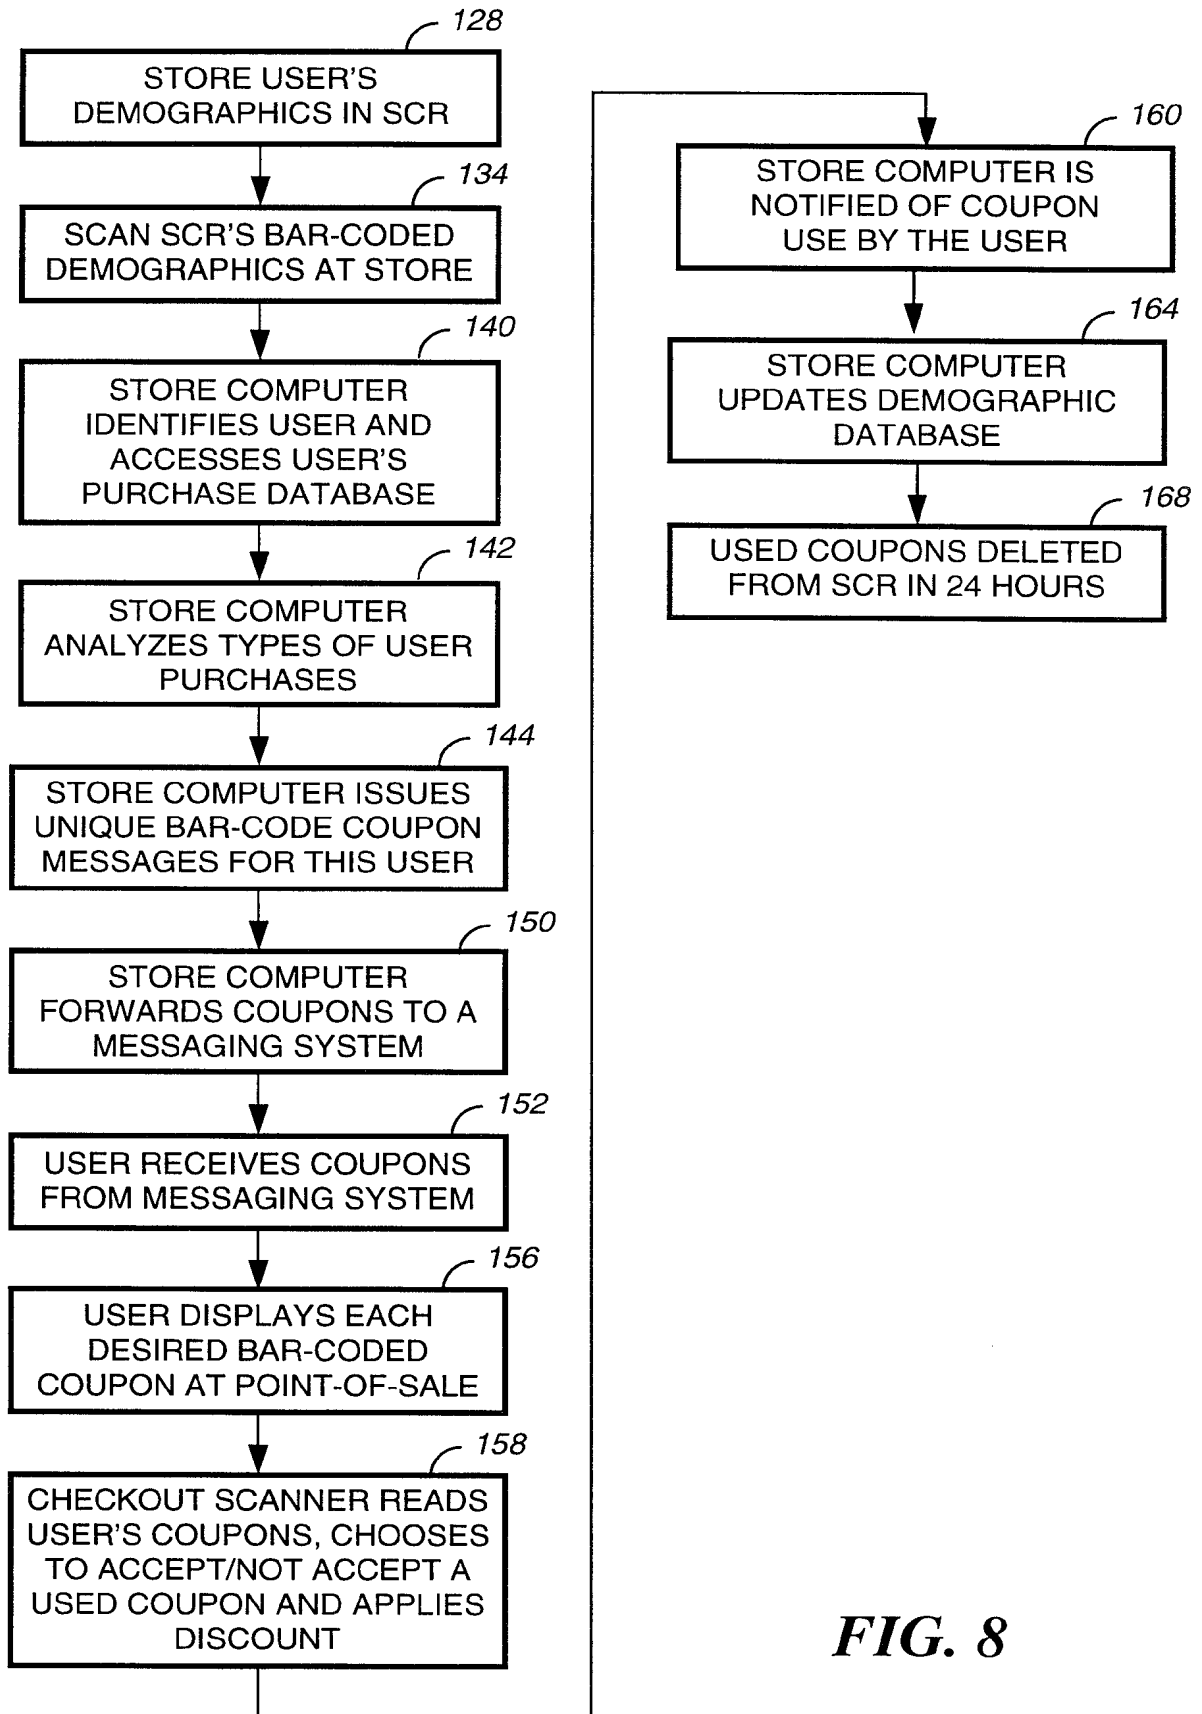 128
STORE USER'S
DEMOGRAPHICS IN SCR
134
SCAN SCR'S BAR-CODED
DEMOGRAPHICS AT STORE
140
STORE COMPUTER
IDENTIFIES USER AND
ACCESSES USER'S
PURCHASE DATABASE
142
STORE COMPUTER
ANALYZES TYPES OF USER
PURCHASES
144
STORE COMPUTER ISSUES
UNIQUE BAR-CODE COUPON
MESSAGES FOR THIS USER
150
STORE COMPUTER
FORWARDS COUPONS TO A
MESSAGING SYSTEM
152
USER RECEIVES COUPONS
FROM MESSAGING SYSTEM
156
USER DISPLAYS EACH
DESIRED BAR-CODED
COUPON AT POINT-OF-SALE
158
CHECKOUT SCANNER READS
USER'S COUPONS, CHOOSES
TO ACCEPT/NOT ACCEPT A
USED COUPON AND APPLIES
DISCOUNT
160
STORE COMPUTER IS
NOTIFIED OF COUPON
USE BY THE USER
164
STORE COMPUTER
UPDATES DEMOGRAPHIC
DATABASE
168
USED COUPONS DELETED
FROM SCR IN 24 HOURS
FIG. 8